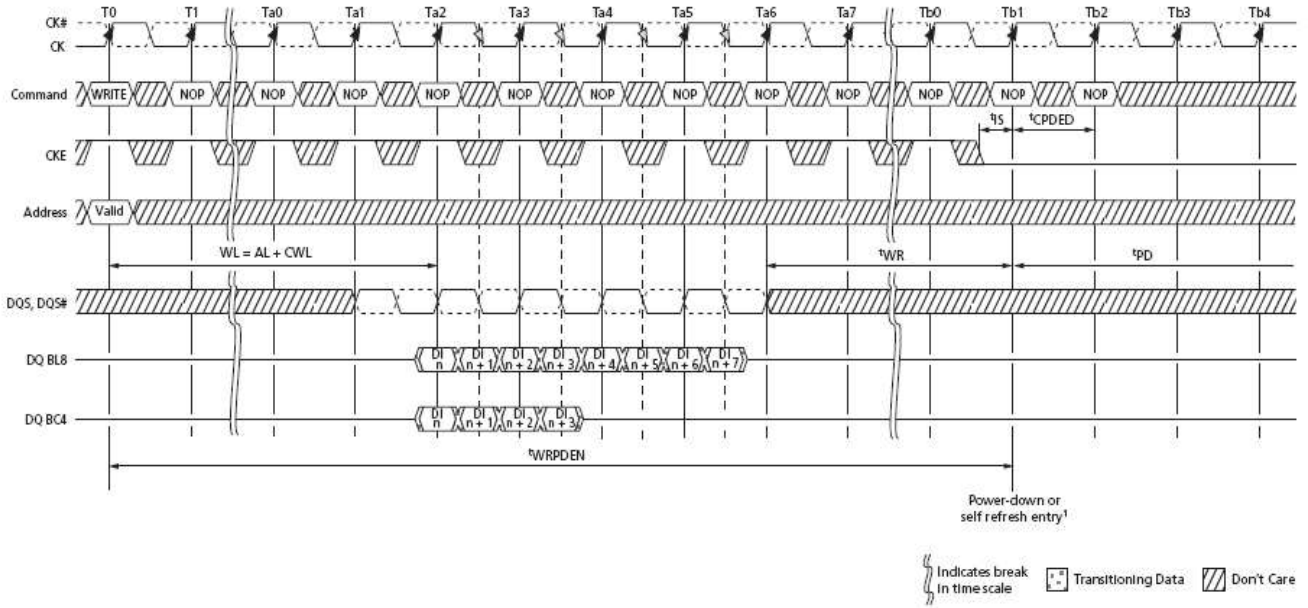 T0 T1 Ta0 Ta1 Ta2 Ta3 Ta4 Ta5 Ta6 Ta7 Tb0 Tb1 Tb2 Tb3 Tb4
CK#
CK
Command WRITE NOP NOP NOP NOP NOP NOP NOP NOP NOP NOP NOP NOP
tIS tCPDED
CKE
Address Valid
WL = AL + CWL tWR tPD
DQS, DQS#
DQ BL8 DI n DI n + 1 DI n + 2 DI n + 3 DI n + 4 DI n + 5 DI n + 6 DI n + 7
DQ BC4 DI n DI n + 1 DI n + 2 DI n + 3
tWRPDEN
Power-down or
self refresh entry1
Indicates break
in time scale
Transitioning Data
Don't Care